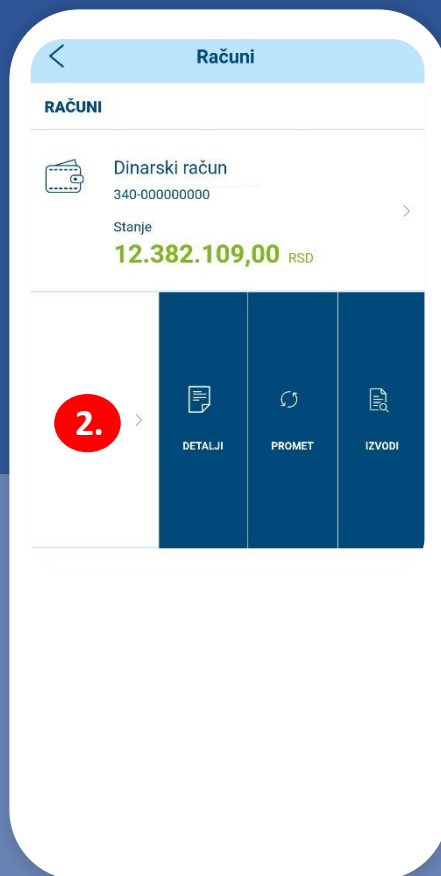 Računi
RAČUNI
Dinarski račun
340-000000000
Stanje
12.382.109,00 RSD
2.
DETALJI
PROMET
IZVODI